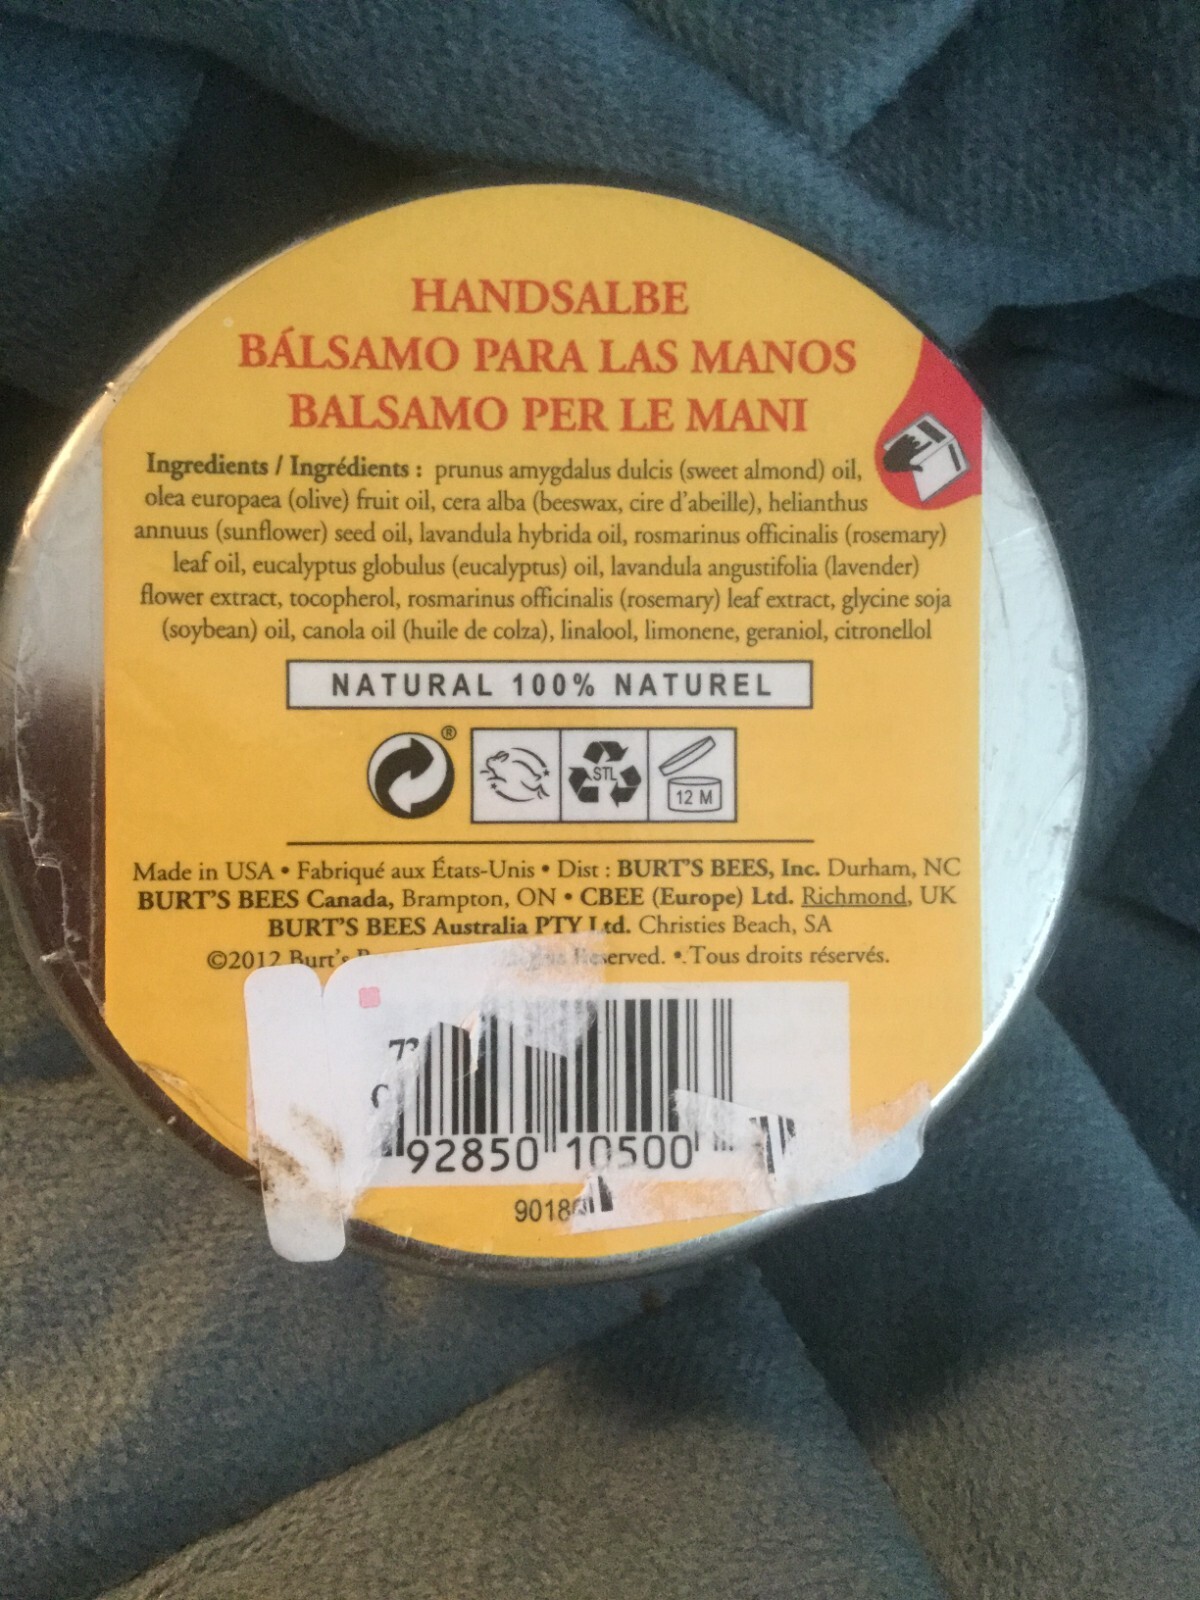 HANDSALBE
BÁLSAMO PARA LAS MANOS
BALSAMO PER LE MANI
Ingredients / Ingrédients : prunus amygdalus dulcis (sweet almond) oil,
olea europaea (olive) fruit oil, cera alba (beeswax, cire d'abeille), helianthus
annuus (sunflower) seed oil, lavandula hybrida oil, rosmarinus officinalis (rosemary)
leaf oil, eucalyptus globulus (eucalyptus) oil, lavandula angustifolia (lavender)
flower extract, tocopherol, rosmarinus officinalis (rosemary) leaf extract, glycine soja
(soybean) oil, canola oil (huile de colza), linalool, limonene, geraniol, citronellol
NATURAL 100% NATUREL
®
STL
12 M
Made in USA • Fabriqué aux États-Unis • Dist : BURT'S BEES, Inc. Durham, NC
BURT'S BEES Canada, Brampton, ON • CBEE (Europe) Ltd. Richmond, UK
BURT'S BEES Australia PTY Ltd. Christies Beach, SA
©2012 Burt's Reserved. • Tous droits réservés.
92850 10500